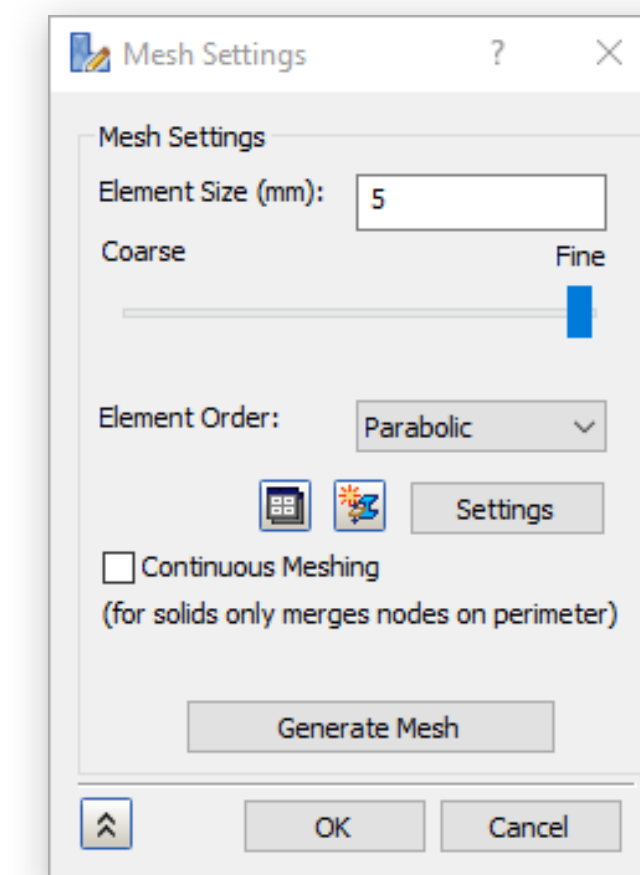 Mesh Settings ?
Mesh Settings
Element Size (mm): 5
Coarse Fine
Element Order: Parabolic
Settings
Continuous Meshing
(for solids only merges nodes on perimeter)
Generate Mesh
OK Cancel